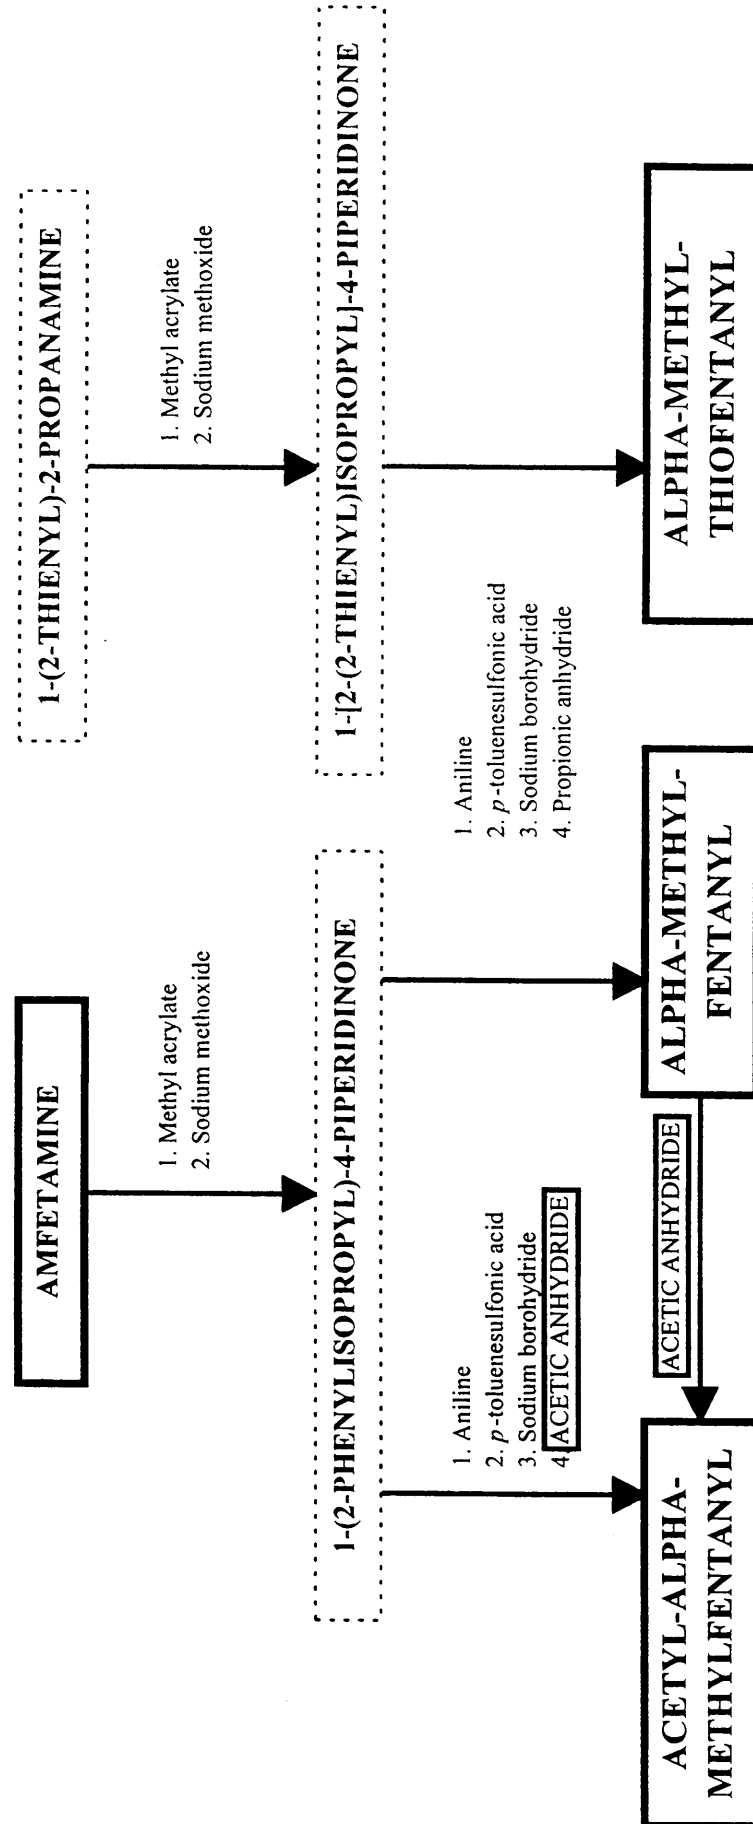 AMFETAMINE
1. Methyl acrylate
2. Sodium methoxide
1-(2-PHENYLISOPROPYL)-4-PIPERIDINONE
1. Aniline
2. p-toluenesulfonic acid
3. Sodium borohydride
4. ACETIC ANHYDRIDE
ACETYL-ALPHA-
METHYLFENTANYL
ACETIC ANHYDRIDE
1. Aniline
2. p-toluenesulfonic acid
3. Sodium borohydride
4. Propionic anhydride
ALPHA-METHYL-
FENTANYL
1-(2-THIENYL)-2-PROPANAMINE
1. Methyl acrylate
2. Sodium methoxide
1-[2-(2-THIENYL)ISOPROPYL]-4-PIPERIDINONE
ALPHA-METHYL-
THIOFENTANYL